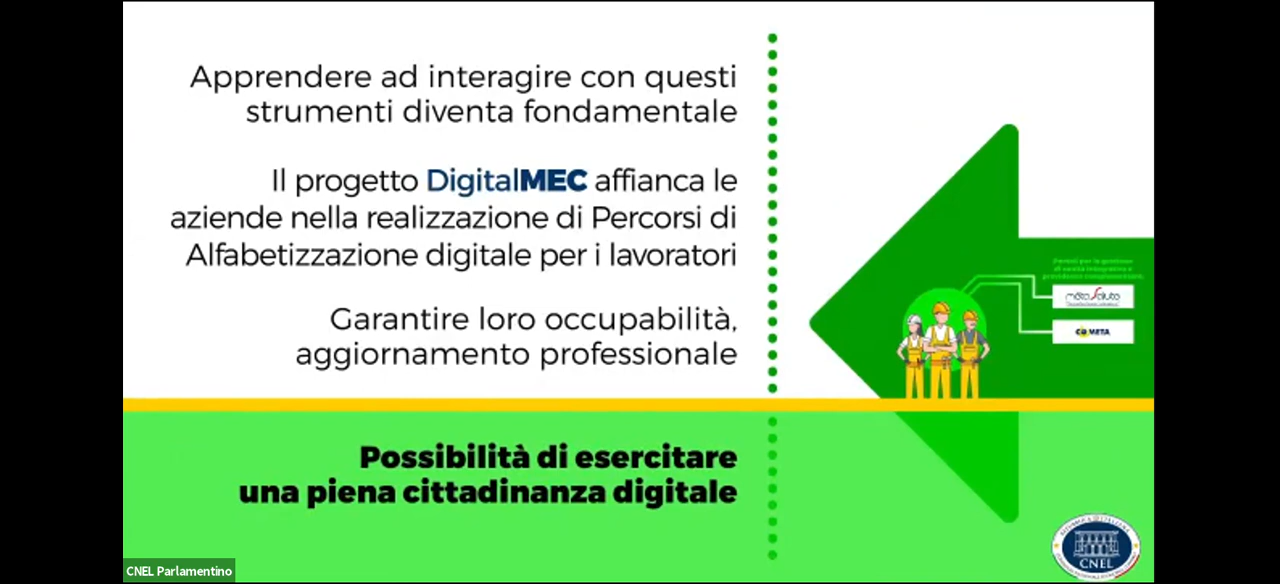 Apprendere ad interagire con questi
strumenti diventa fondamentale
Il progetto DigitalMEC affianca le
aziende nella realizzazione di Percorsi di
Alfabetizzazione digitale per i lavoratori
Garantire loro occupabilità,
aggiornamento professionale
Possibilità di esercitare
una piena cittadinanza digitale
mètaSalute
COMETA
CNEL
CNEL Parlamentino